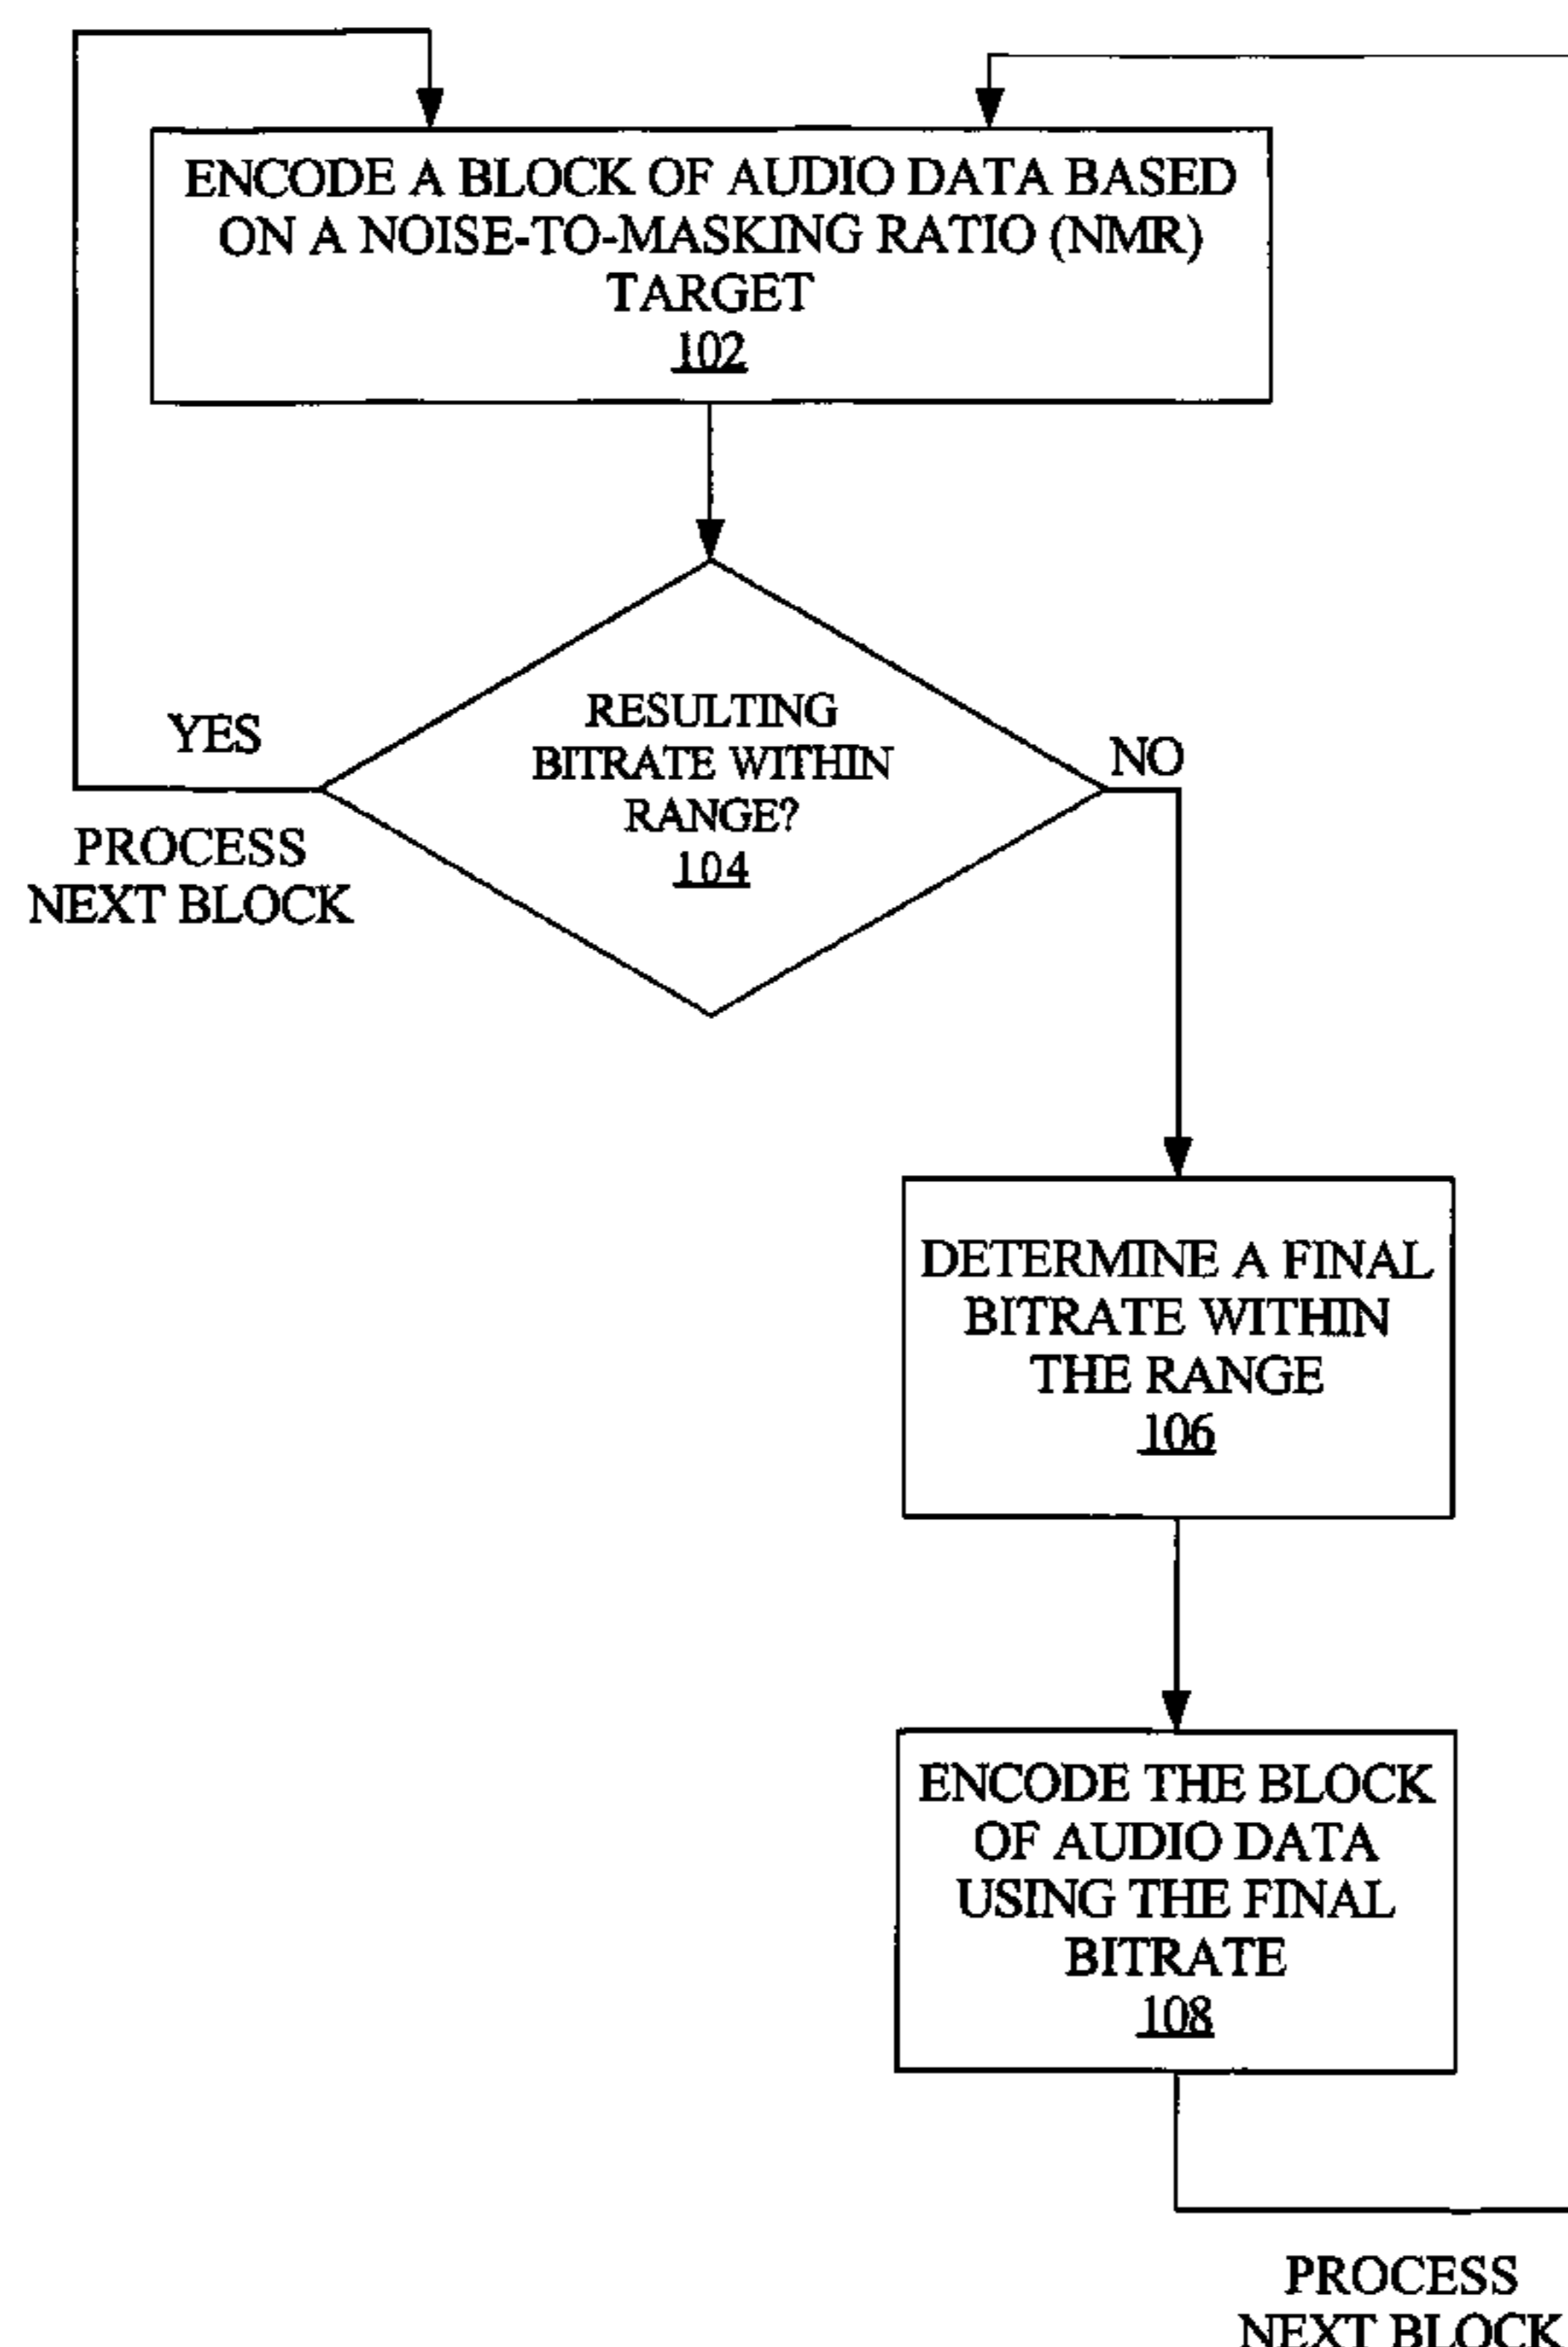 ENCODE A BLOCK OF AUDIO DATA BASED
ON A NOISE-TO-MASKING RATIO (NMR)
TARGET
102
RESULTING
BITRATE WITHIN
RANGE?
104
YES
NO
PROCESS
NEXT BLOCK
DETERMINE A FINAL
BITRATE WITHIN
THE RANGE
106
ENCODE THE BLOCK
OF AUDIO DATA
USING THE FINAL
BITRATE
108
PROCESS
NEXT BLOCK